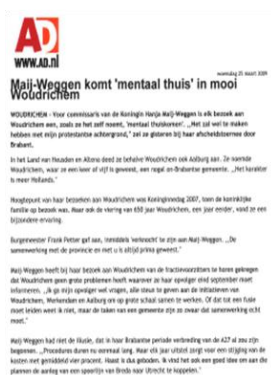 AD
www.AD.nl
woensdag 25 maart 2009
Maij-Weggen komt 'mentaal thuis' in mooi
Woudrichem
WOUDRICHEM - Voor commissaris van de Koningin Hanja Maij-Weggen is elk bezoek aan
Woudrichem een, zoals ze het zelf noemt, 'mentaal thuiskomen'. ,,Het zal wel te maken
hebben met mijn protestantse achtergrond,'' zei ze gisteren bij haar afscheidstoernee door
Brabant.
In het Land van Heusden en Altena deed ze behalve Woudrichem ook Aalburg aan. Ze noemde
Woudrichem, waar ze een keer of vijf is geweest, een regal en-Brabantse gemeente. ,,Het karakter
is meer Hollands.''
Hoogtepunt van haar bezoeken aan Woudrichem was Koninginnedag 2007, toen de koninklijke
familie op bezoek was. Maar ook de viering van 650 jaar Woudrichem, een jaar eerder, vond ze een
bijzondere ervaring.
Burgemeester Frank Petter gaf aan, inmiddels 'verknocht' te zijn aan Maij-Weggen. ,,De
samenwerking met de provincie en met u is altijd prima geweest.''
Maij-Weggen heeft bij haar bezoek aan Woudrichem van de fractievoorzitters te horen gekregen
dat Woudrichem geen grote problemen heeft waarover ze haar opvolger eind september moet
informeren. ,,Ik ga mijn opvolger wel vragen, alle steun te geven aan de initiatieven van
Woudrichem, Werkendam en Aalburg om op grote schaal samen te werken. Of dat tot een fusie
moet leiden weet ik niet, maar de taken van een gemeente zijn zo zwaar dat samenwerking echt
moet.''
Maij-Weggen had niet de illusie, dat in haar Brabantse periode verbreding van de A27 al zou zijn
begonnen. ,,Procedures duren nu eenmaal lang. Maar elk jaar uitstel zorgt voor een stijging van de
kosten met gemiddeld vier procent. Haast is dus geboden. Ik vind het ook een goed idee om aan het
plannen de aanleg van een spoorlijn van Breda naar Utrecht te koppelen.''